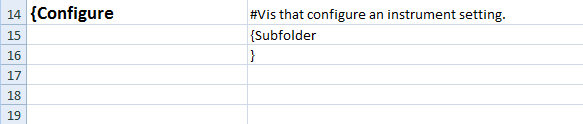 14 {Configure #Vis that configure an instrument setting.
15 {Subfolder
16 }
17
18
19